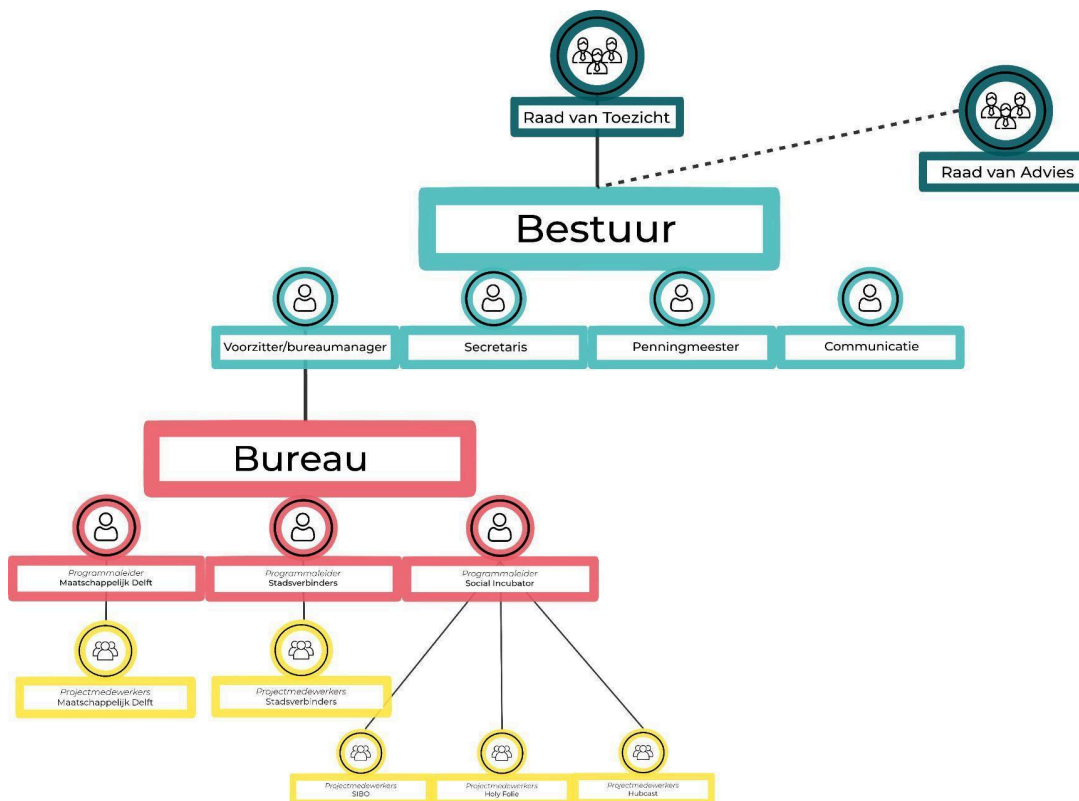 Raad van Toezicht
Raad van Advies
Bestuur
Voorzitter/bureaumanager
Secretaris
Penningmeester
Communicatie
Bureau
Programmaleider
Maatschappelijk Delft
Programmaleider
Stadsverbinders
Programmaleider
Social Incubator
Projectmedewerkers
Maatschappelijk Delft
Projectmedewerkers
Stadsverbinders
Projectmedewerkers
SIBO
Projectmedewerkers
Holy Folie
Projectmedewerkers
Hubcast